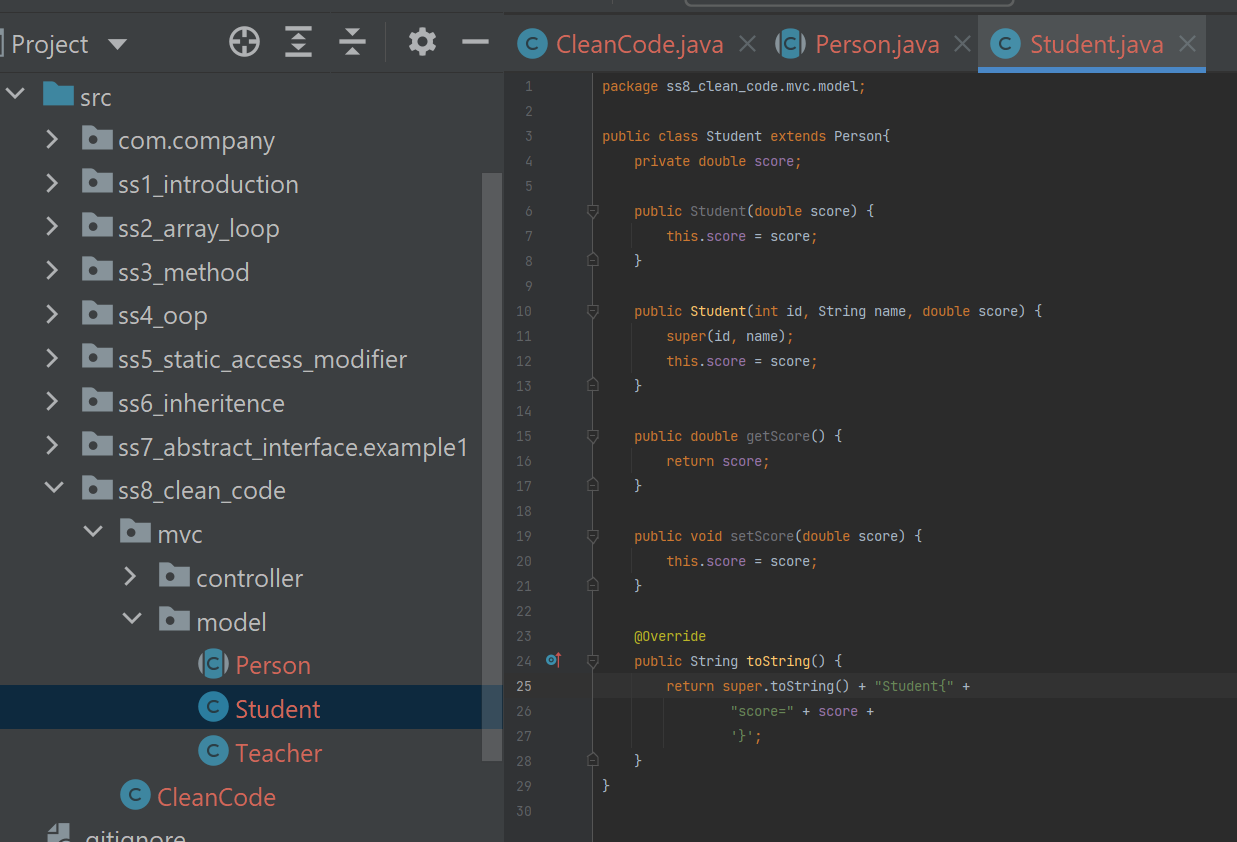 Project
CleanCode.java
Person.java
Student.java
src
com.company
ss1_introduction
ss2_array_loop
ss3_method
ss4_oop
ss5_static_access_modifier
ss6_inheritence
ss7_abstract_interface.example1
ss8_clean_code
mvc
controller
model
Person
Student
Teacher
CleanCode
.gitignore
1 package ss8_clean_code.mvc.model;
2
3 public class Student extends Person{
4     private double score;
5
6     public Student(double score) {
7         this.score = score;
8     }
9
10     public Student(int id, String name, double score) {
11         super(id, name);
12         this.score = score;
13     }
14
15     public double getScore() {
16         return score;
17     }
18
19     public void setScore(double score) {
20         this.score = score;
21     }
22
23     @Override
24     public String toString() {
25         return super.toString() + "Student{" +
26                 "score=" + score +
27                 '}';
28     }
29 }
30